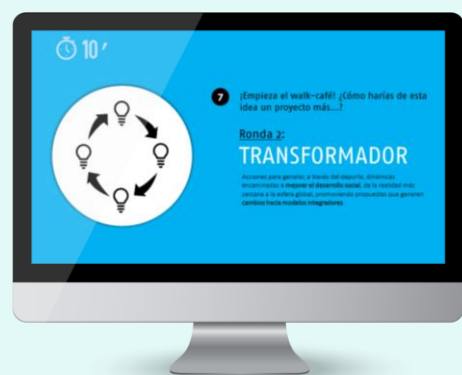 10'
7
¡Empieza el walk-café! ¿Cómo harías de esta
idea un proyecto más...?
Ronda 2:
TRANSFORMADOR
Acciones para generar, a través del deporte, dinámicas
encaminadas a mejorar el desarrollo social, de la realidad más
cercana a la esfera global, promoviendo propuestas que generen
cambios hacia modelos integradores.